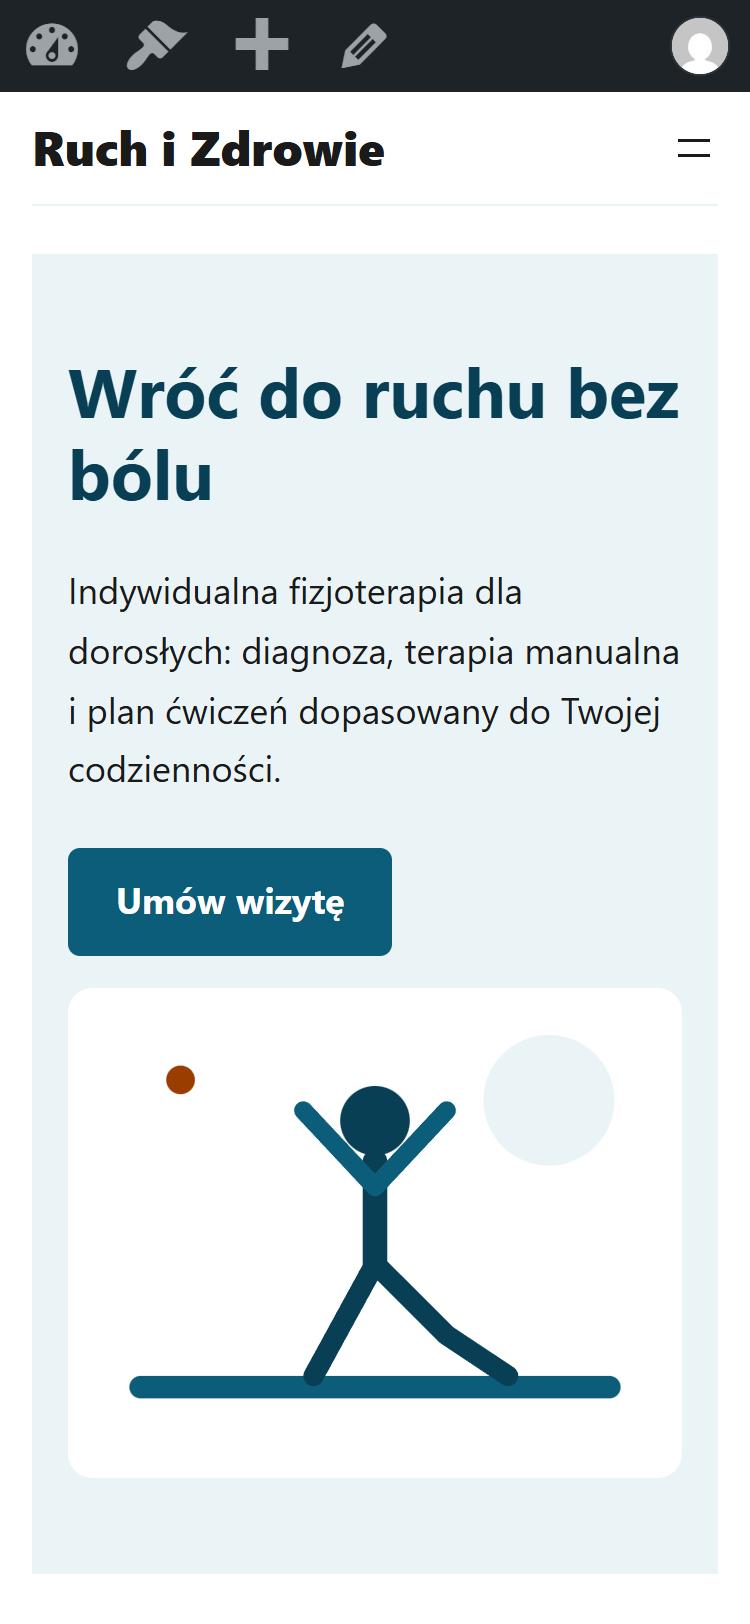 Ruch i Zdrowie
Wróć do ruchu bez
bólu
Indywidualna fizjoterapia dla
dorosłych: diagnoza, terapia manualna
i plan ćwiczeń dopasowany do Twojej
codzienności.
Umów wizytę